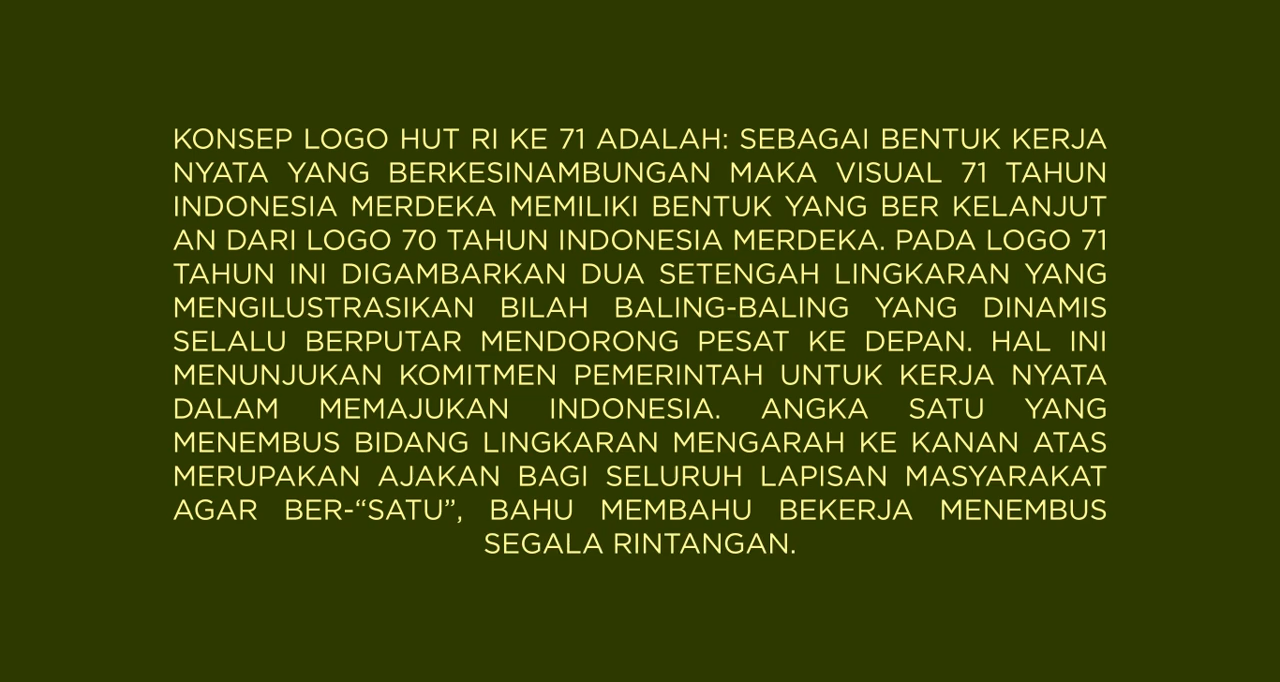 KONSEP LOGO HUT RI KE 71 ADALAH: SEBAGAI BENTUK KERJA
NYATA YANG BERKESINAMBUNGAN MAKA VISUAL 71 TAHUN
INDONESIA MERDEKA MEMILIKI BENTUK YANG BER KELANJUT
AN DARI LOGO 70 TAHUN INDONESIA MERDEKA. PADA LOGO 71
TAHUN INI DIGAMBARKAN DUA SETENGAH LINGKARAN YANG
MENGILUSTRASIKAN BILAH BALING-BALING YANG DINAMIS
SELALU BERPUTAR MENDORONG PESAT KE DEPAN. HAL INI
MENUNJUKAN KOMITMEN PEMERINTAH UNTUK KERJA NYATA
DALAM MEMAJUKAN INDONESIA. ANGKA SATU YANG
MENEMBUS BIDANG LINGKARAN MENGARAH KE KANAN ATAS
MERUPAKAN AJAKAN BAGI SELURUH LAPISAN MASYARAKAT
AGAR BER-“SATU”, BAHU MEMBAHU BEKERJA MENEMBUS
SEGALA RINTANGAN.